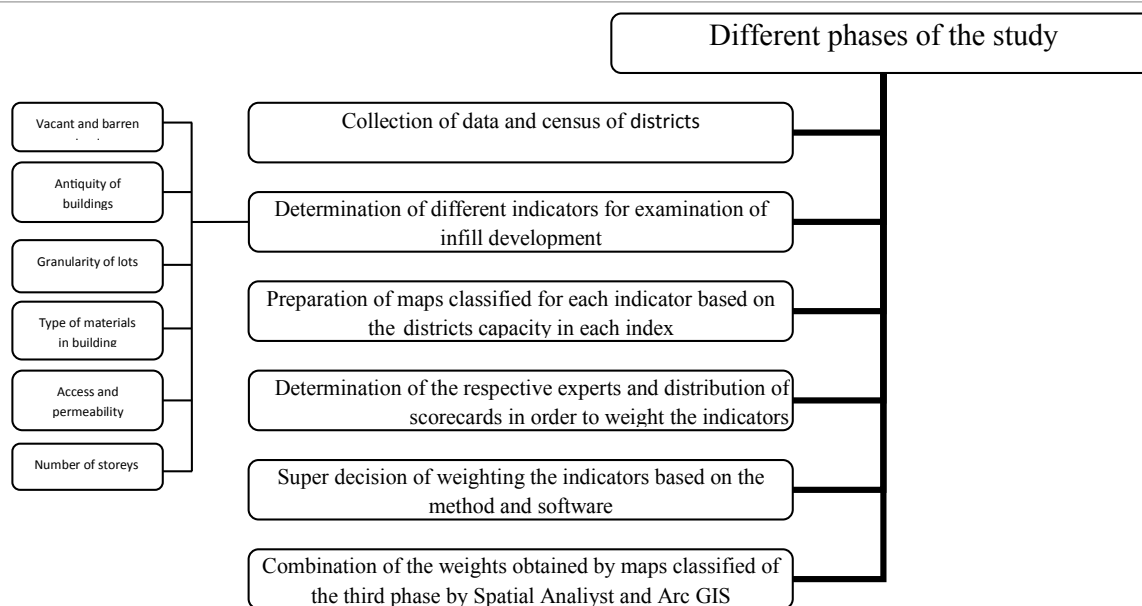 Different phases of the study
Collection of data and census of districts
Determination of different indicators for examination of
infill development
Vacant and barren
Antiquity of
buildings
Granularity of lots
Type of materials
in building
Access and
permeability
Number of storeys
Preparation of maps classified for each indicator based on
the districts capacity in each index
Determination of the respective experts and distribution of
scorecards in order to weight the indicators
Super decision of weighting the indicators based on the
method and software
Combination of the weights obtained by maps classified of
the third phase by Spatial Analiyst and Arc GIS